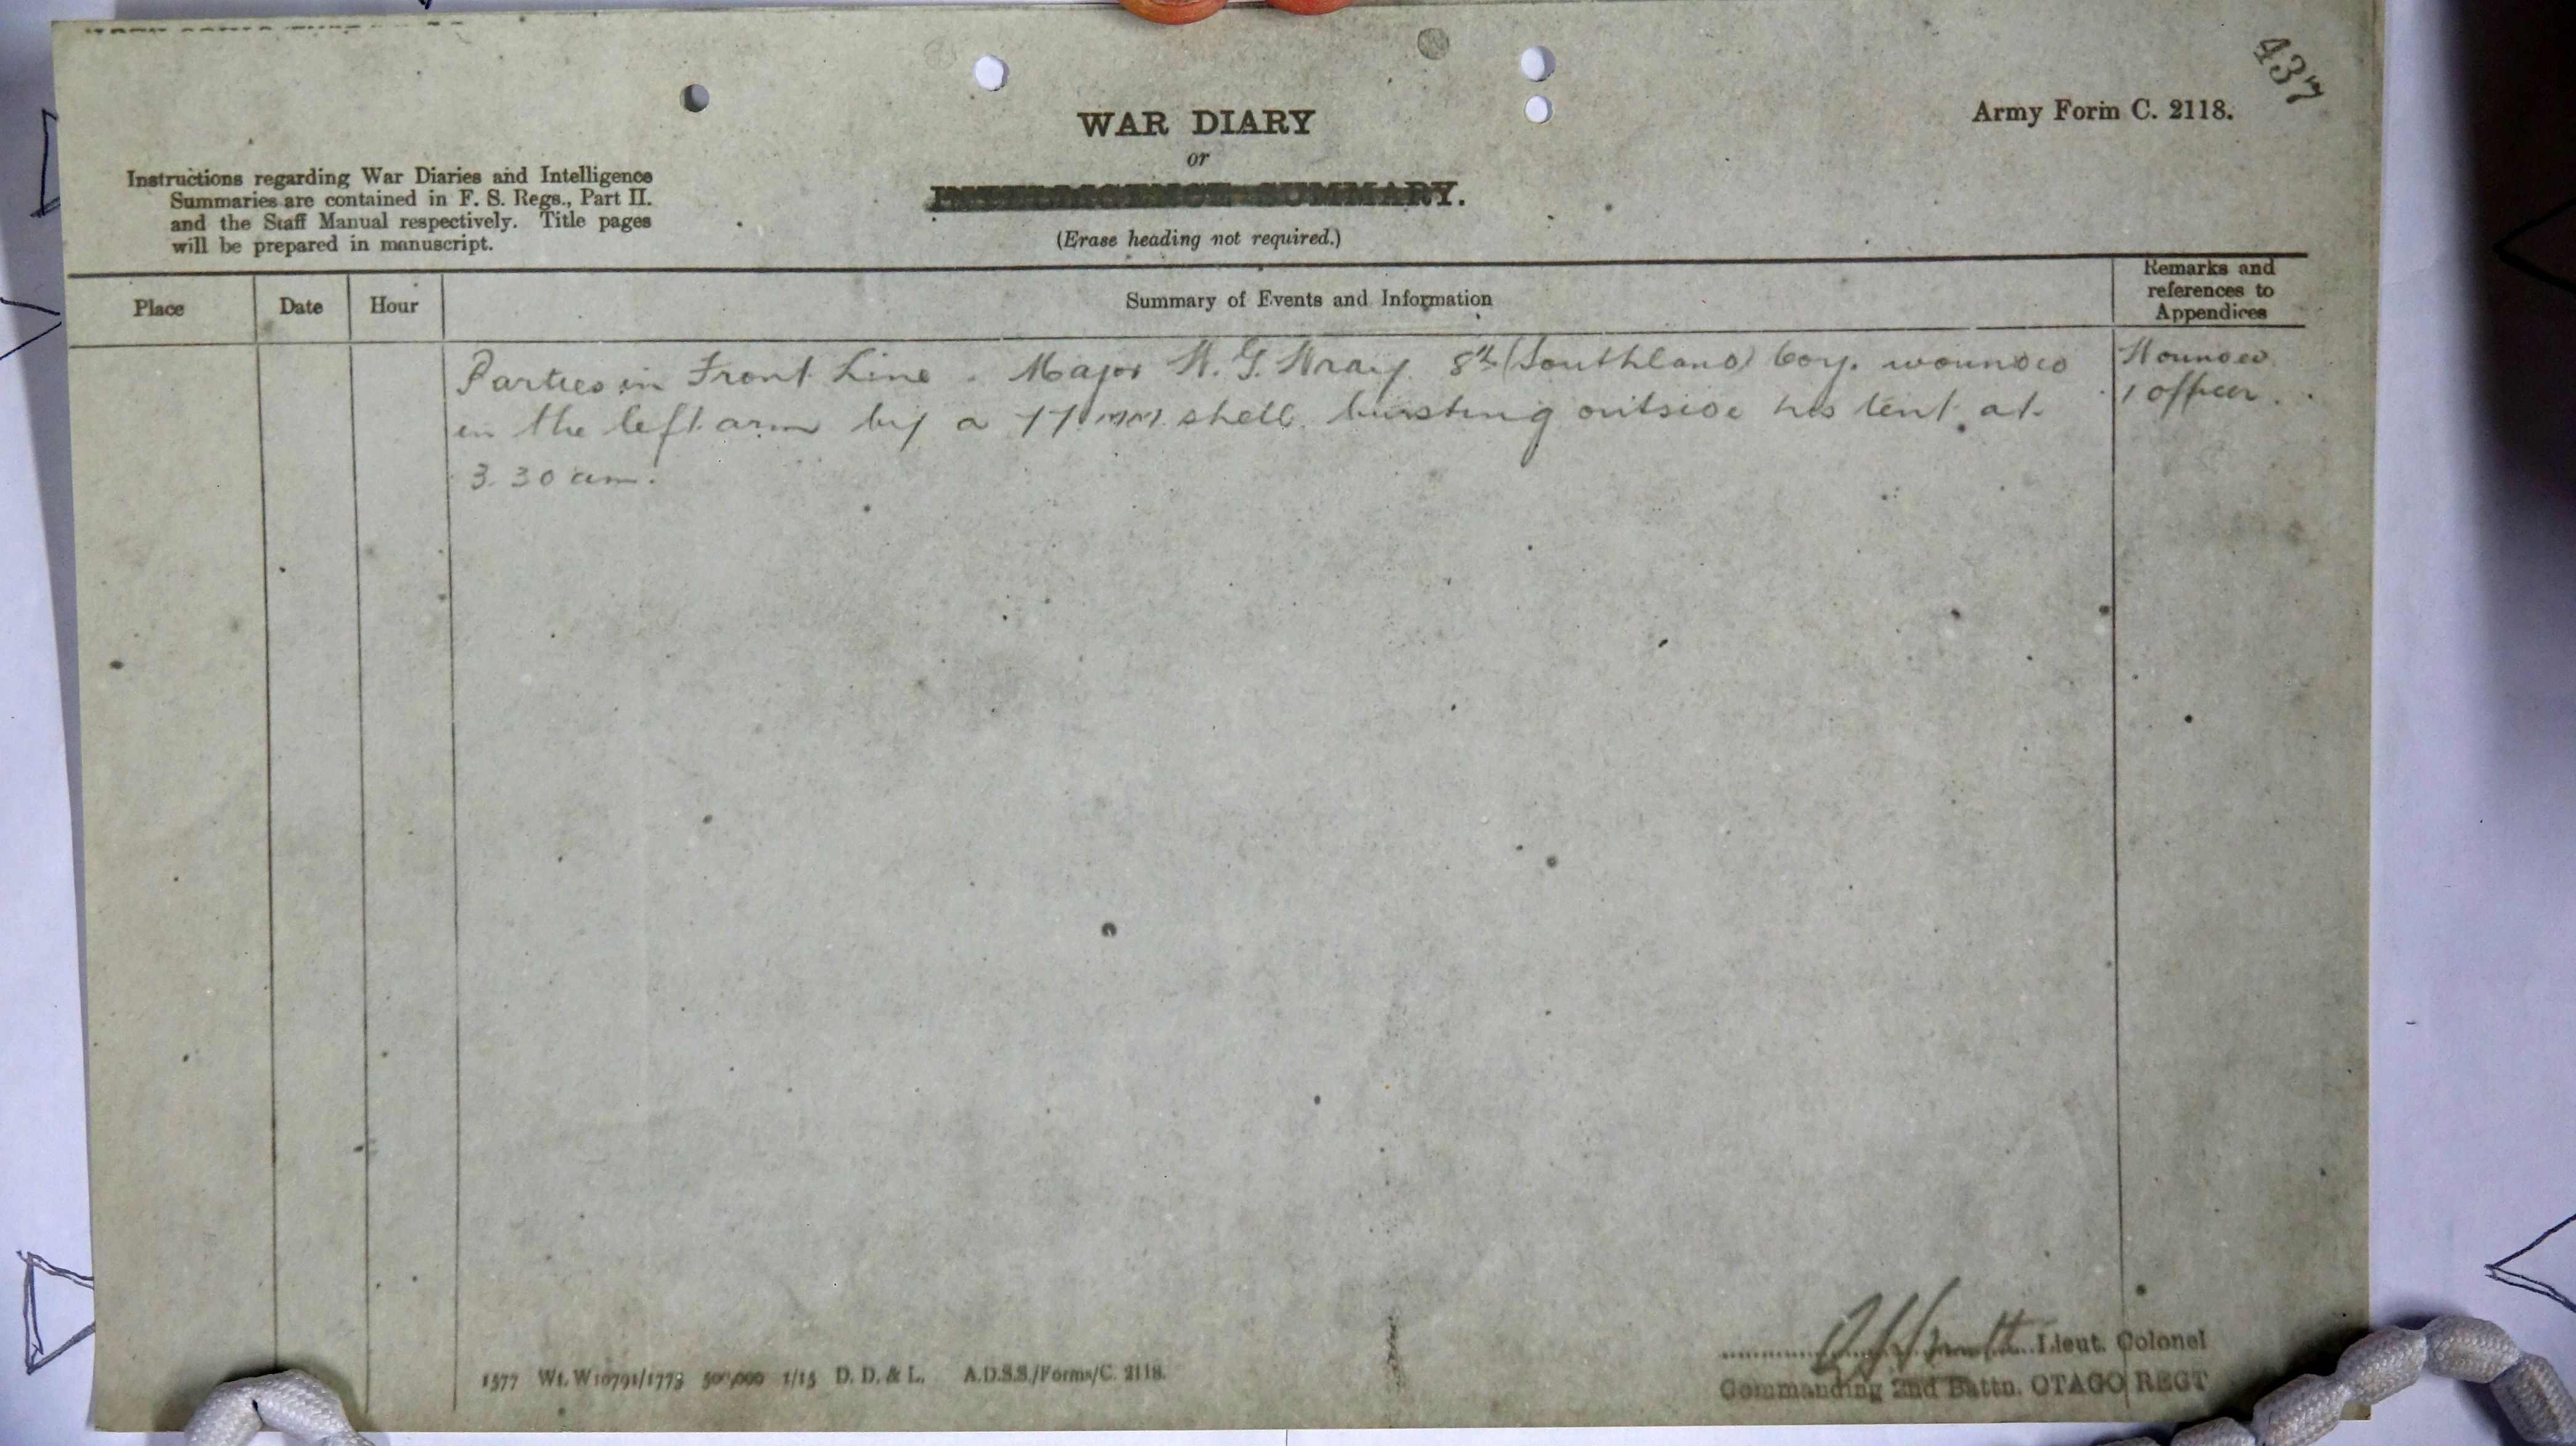 437
Army Form C. 2118.
WAR DIARY
or
INTELLIGENCE SUMMARY.
(Erase heading not required.)
Instructions regarding War Diaries and Intelligence
Summaries are contained in F. S. Regs., Part II.
and the Staff Manual respectively. Title pages
will be prepared in manuscript.
Place Date Hour Summary of Events and Information Remarks and
references to
Appendices
Parties in Front Line. Major W. G. Wray 8th (Southland) Coy. wounded
in the left arm by a 77 mm shell bursting outside his tent at
3.30 am.
Wounded
1 officer.
Lieut. Colonel
Commanding 2nd Battn. OTAGO REGT
1577 Wt. W10791/1773 500,000 1/15 D. D. & L. A.D.S.S./Forms/C. 2118.